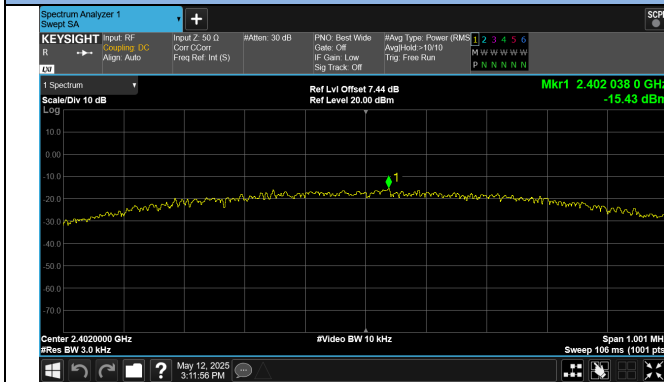 Spectrum Analyzer 1
Swept SA
+
SCPI
KEYSIGHT Input: RF Input Z: 50 Ω #Atten: 30 dB PNO: Best Wide #Avg Type: Power (RMS 1 2 3 4 5 6
R Coupling: DC Corr CCorr Gate: Off Avg|Hold:>10/10 M W W W W W
Align: Auto Freq Ref: Int (S) IF Gain: Low Trig: Free Run
Sig Track: Off P N N N N N
LXI
1 Spectrum
Scale/Div 10 dB
Ref Lvl Offset 7.44 dB
Ref Level 20.00 dBm
Mkr1 2.402 038 0 GHz
-15.43 dBm
Log
10.0
0.00
1
-10.0
-20.0
-30.0
-40.0
-50.0
-60.0
-70.0
Center 2.4020000 GHz #Video BW 10 kHz Span 1.001 MH
#Res BW 3.0 kHz Sweep 106 ms (1001 pts
? May 12, 2025
3:11:56 PM